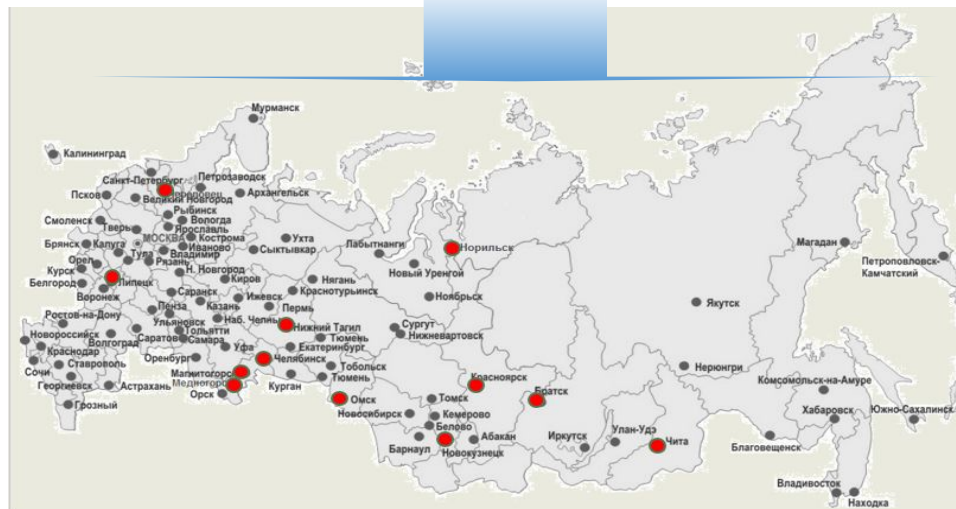 Мурманск
Калининград
Санкт-Петербург
Петрозаводск
Череповец
Псков
Великий Новгород
Архангельск
Рыбинск
Смоленск
Вологда
Тверь
Ярославль
МОСКВА
Кострома
Ухта
Брянск
Калуга
Иваново
Сыктывкар
Лабытнанги
Норильск
Магадан
Тула
Владимир
Орел
Рязань
Петропавловск-
Камчатский
Курск
Н. Новгород
Новый Уренгой
Белгород
Липецк
Киров
Нягань
Воронеж
Саранск
Ижевск
Краснотурьинск
Ноябрьск
Якутск
Пенза
Казань
Пермь
Ростов-на-Дону
Ульяновск
Наб. Челны
Нижний Тагил
Сургут
Новороссийск
Тольятти
Нижневартовск
Волгоград
Саратов
Самара
Тюмень
Краснодар
Уфа
Екатеринбург
Оренбург
Челябинск
Сочи
Ставрополь
Тобольск
Нерюнгри
Магнитогорск
Георгиевск
Астрахань
Медногорск
Курган
Тюмень
Красноярск
Комсомольск-на-Амуре
Орск
Омск
Томск
Братск
Грозный
Новосибирск
Кемерово
Хабаровск
Южно-Сахалинск
Белово
Барнаул
Абакан
Иркутск
Улан-Удэ
Чита
Благовещенск
Новокузнецк
Владивосток
Находка